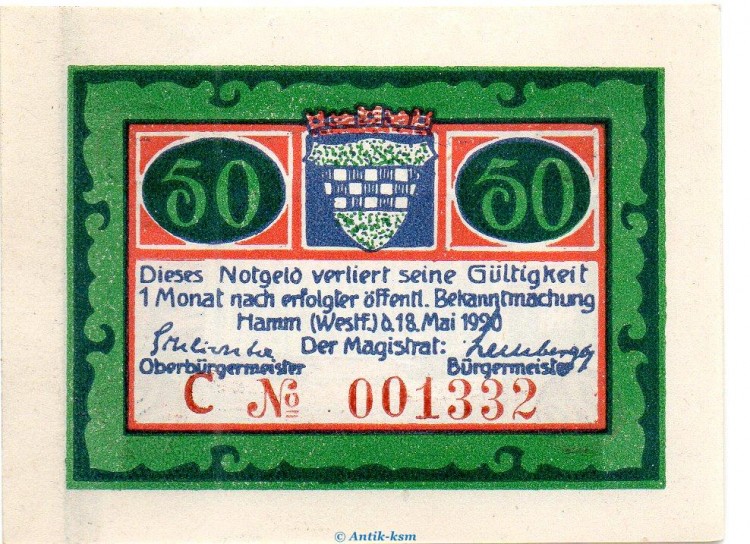 50 50
Dieses Notgeld verliert seine Gültigkeit
1 Monat nach erfolgter öffentl. Bekanntmachung
Hamm (Westf.) d. 18. Mai 1920
Der Magistrat:
Oberbürgermeister Bürgermeister
C No 001332
© Antik-ksm